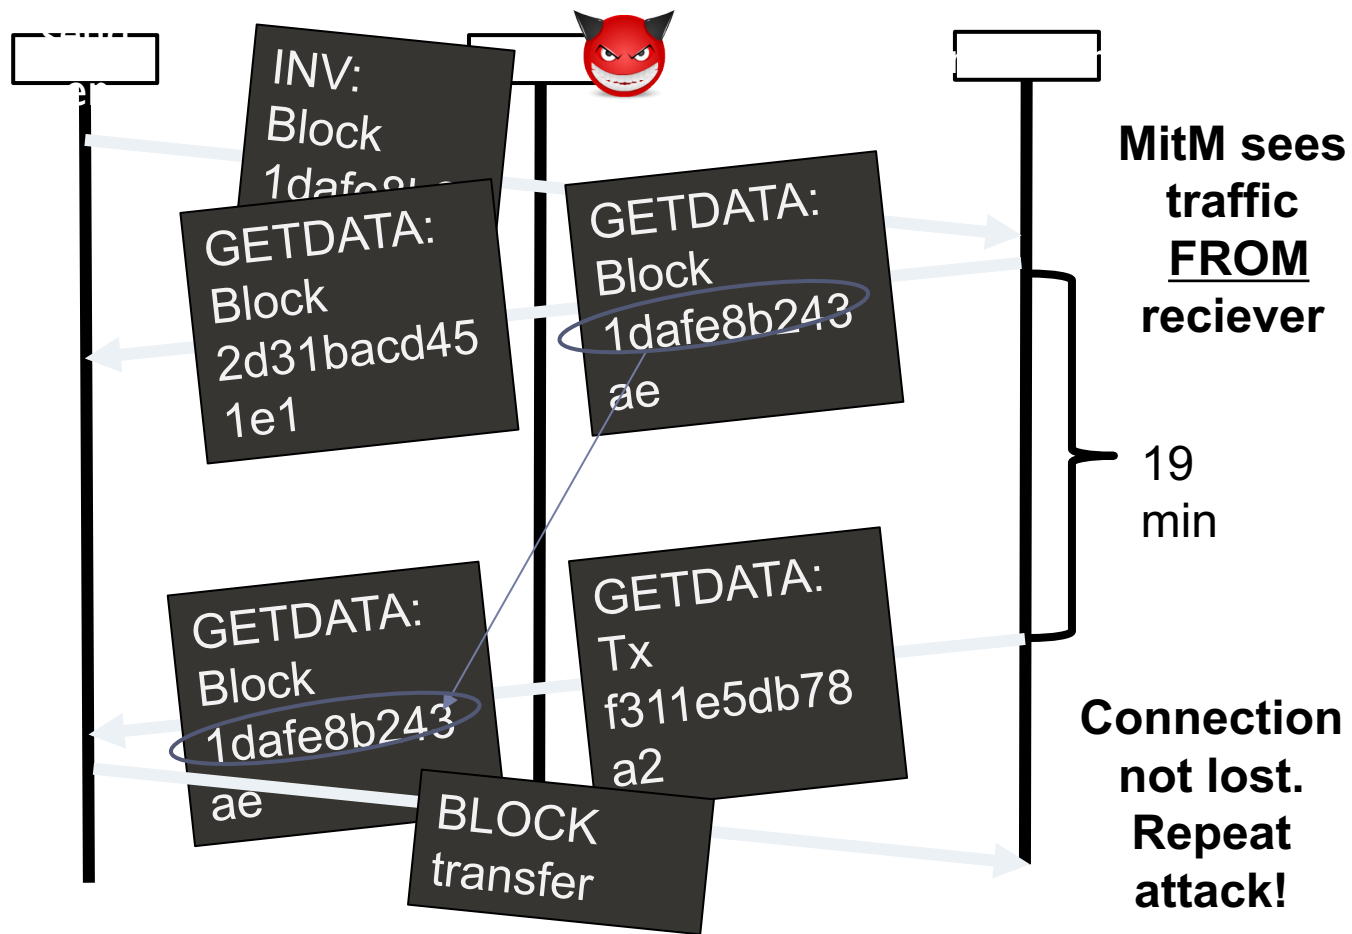 INV:
Block
GETDATA:
Block
2d31bacd45
1e1
GETDATA:
Block
1dafe8b243
ae
MitM sees
traffic
FROM
reciever
19
min
GETDATA:
Block
1dafe8b243
ae
GETDATA:
Tx
f311e5db78
a2
BLOCK
transfer
Connection
not lost.
Repeat
attack!